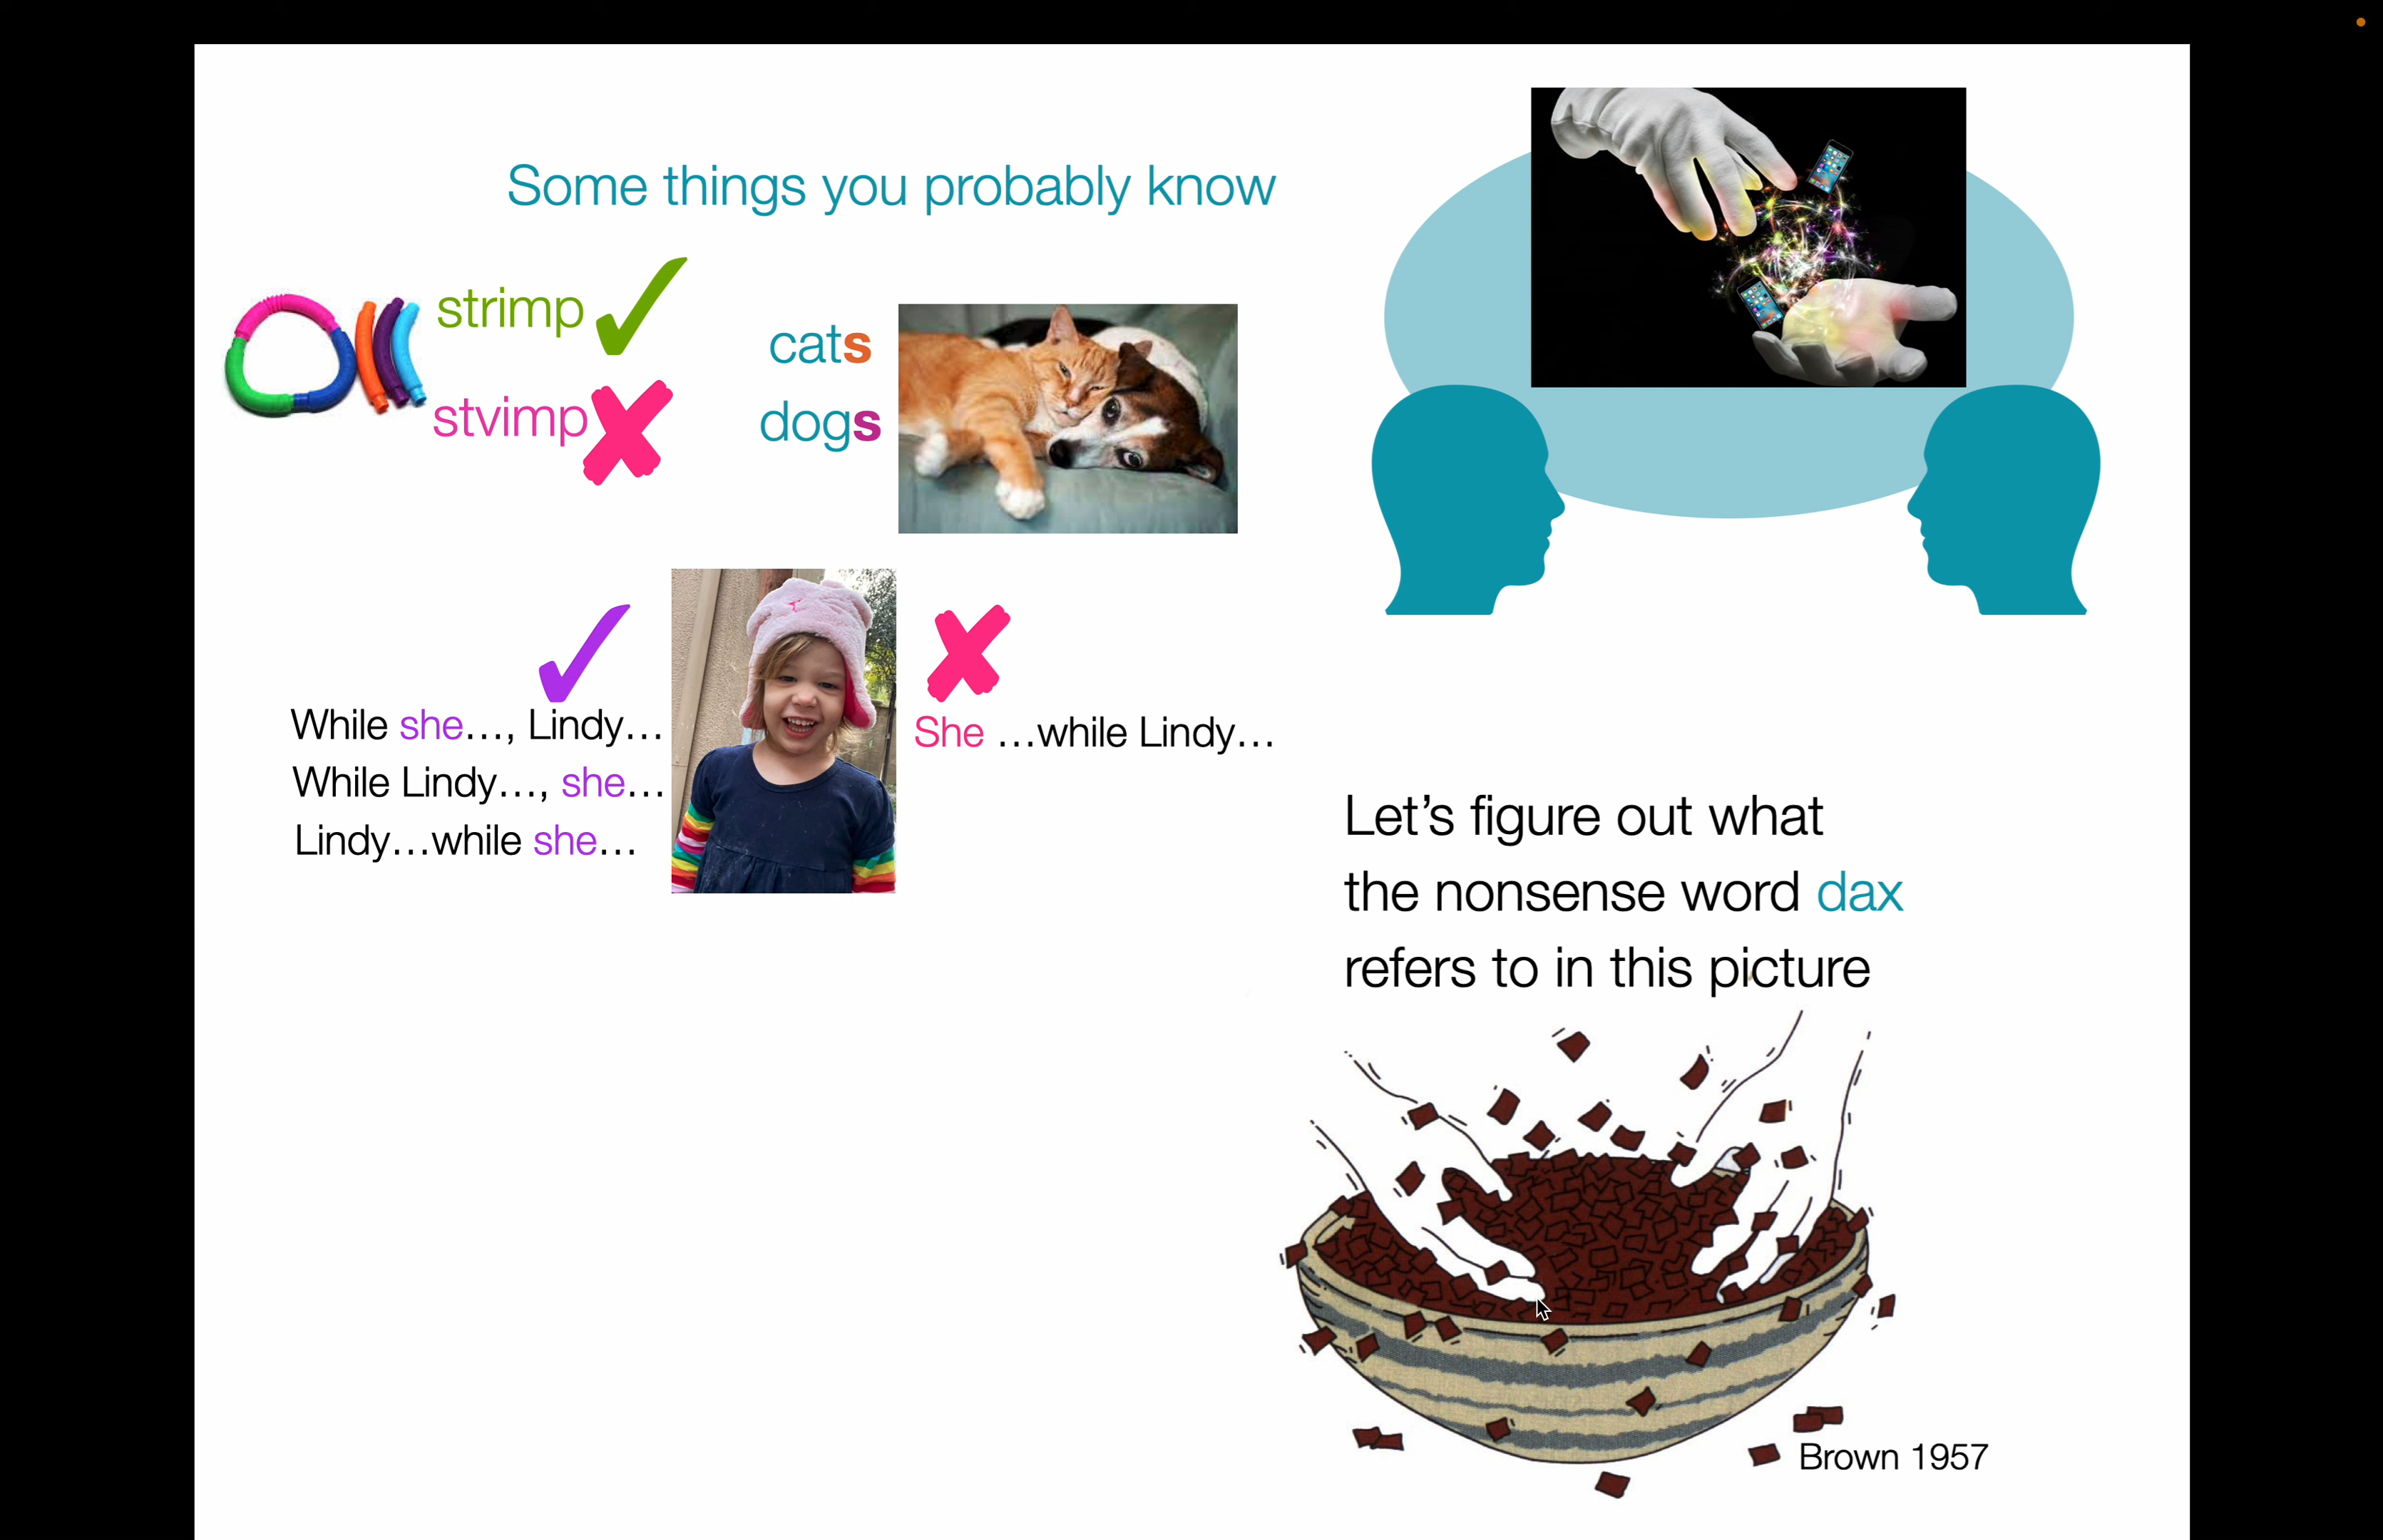 Some things you probably know
strimp
stvimp
cats
dogs
While she…, Lindy…
While Lindy…, she…
Lindy…while she…
She …while Lindy…
Let’s figure out what
the nonsense word dax
refers to in this picture
Brown 1957